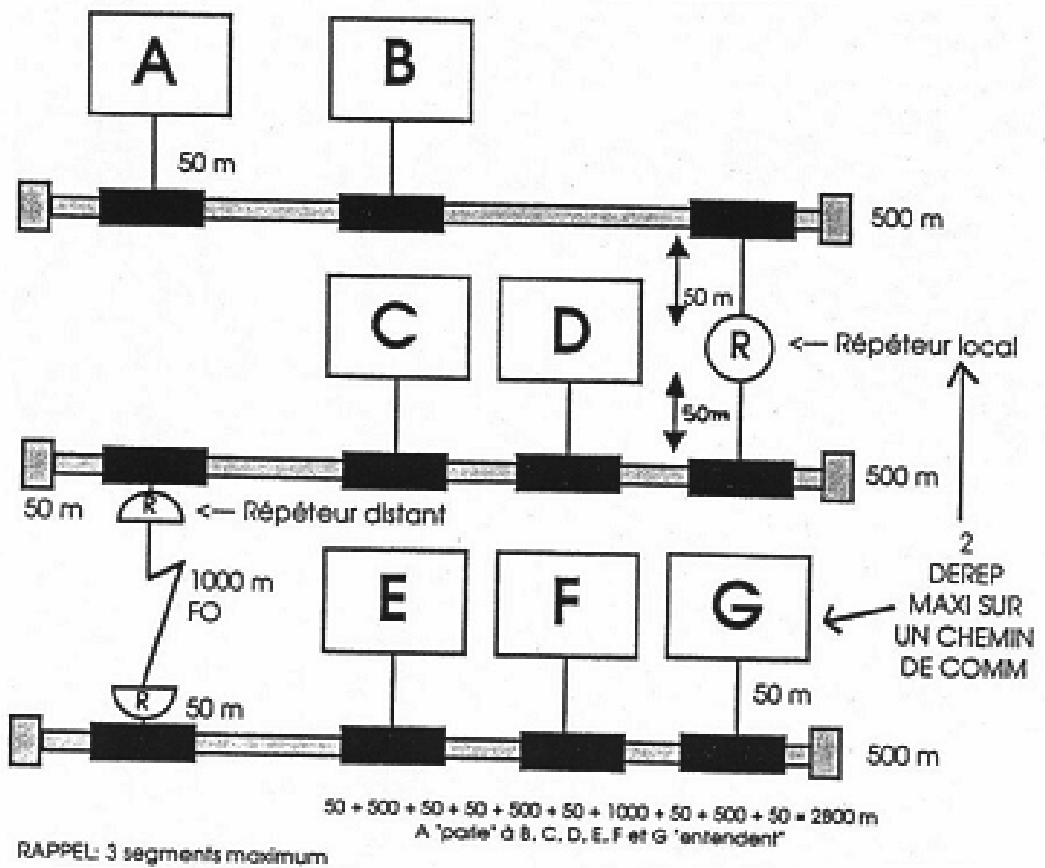 A
B
50 m
500 m
C
D
50 m
R
<— Répéteur local
50m
50 m
R
<— Répéteur distant
500 m
2
DEREP
MAXI SUR
UN CHEMIN
DE COMM
1000 m
FO
E
F
G
R
50 m
50 m
500 m
50 + 500 + 50 + 50 + 500 + 50 + 1000 + 50 + 500 + 50 = 2800 m
A "parle" à B, C, D, E, F et G "entendent"
RAPPEL: 3 segments maximum